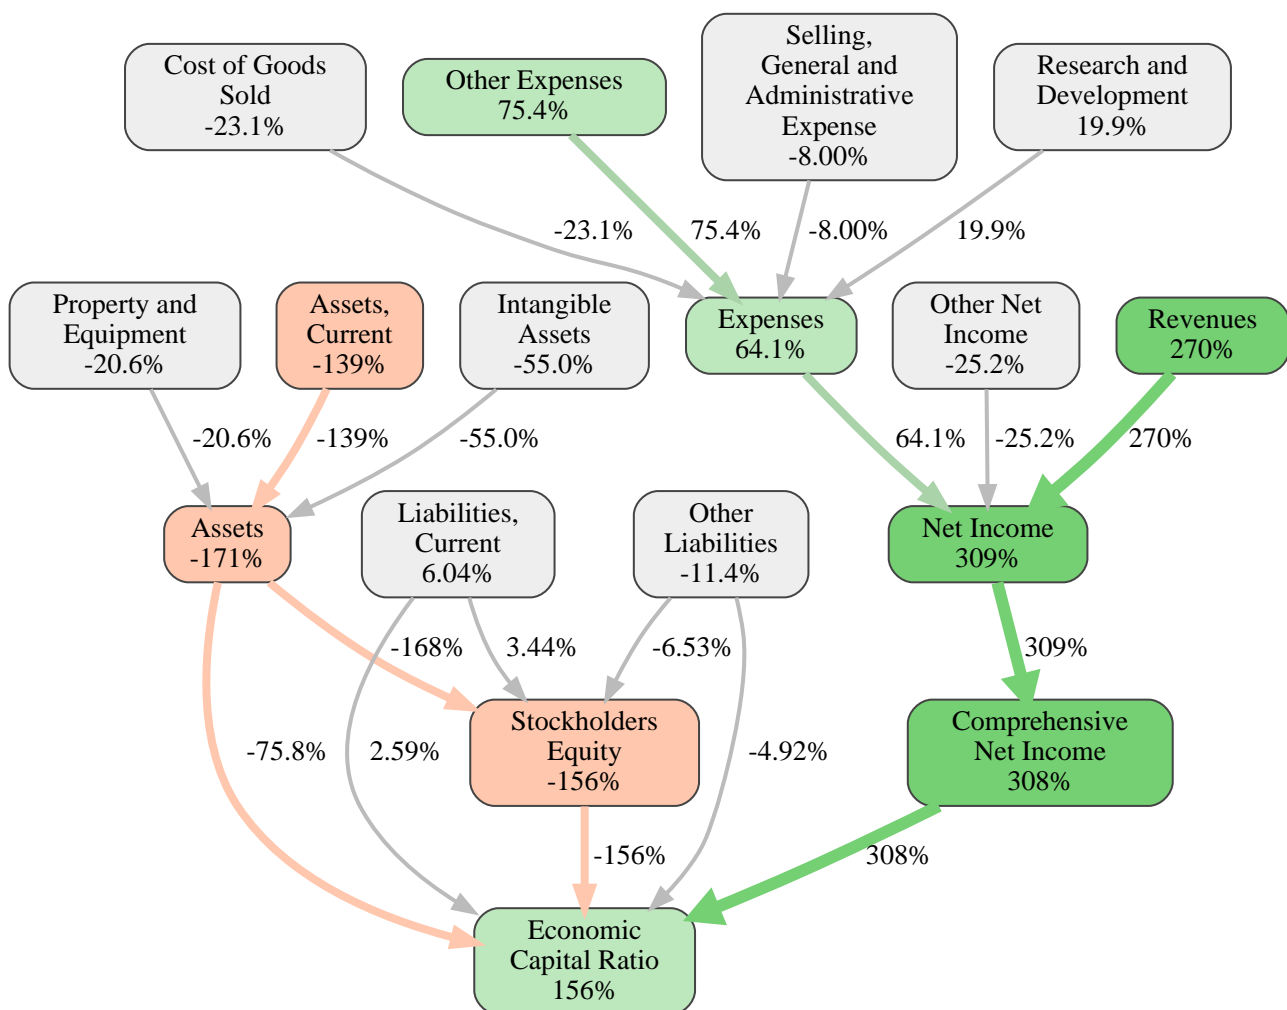 Cost of Goods
Sold
-23.1%
Other Expenses
75.4%
Selling,
General and
Administrative
Expense
-8.00%
Research and
Development
19.9%
-23.1%
75.4%
-8.00%
19.9%
Property and
Equipment
-20.6%
Assets,
Current
-139%
Intangible
Assets
-55.0%
Expenses
64.1%
Other Net
Income
-25.2%
Revenues
270%
-20.6%
-139%
-55.0%
64.1%
-25.2%
270%
Assets
-171%
Liabilities,
Current
6.04%
Other
Liabilities
-11.4%
Net Income
309%
-168%
3.44%
-6.53%
309%
-75.8%
2.59%
Stockholders
Equity
-156%
-4.92%
Comprehensive
Net Income
308%
-156%
308%
Economic
Capital Ratio
156%